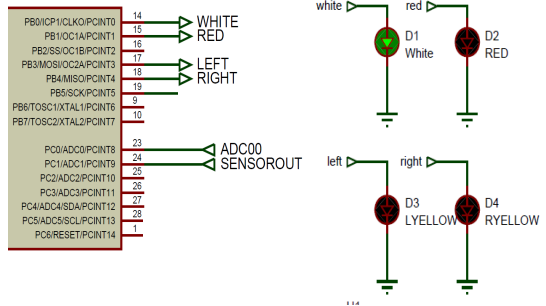 PB0/ICP1/CLKO/PCINT0 14 WHITE
PB1/OC1A/PCINT1 15 RED
PB2/SS/OC1B/PCINT2 16
PB3/MOSI/OC2A/PCINT3 17 LEFT
PB4/MISO/PCINT4 18 RIGHT
PB5/SCK/PCINT5 19
PB6/TOSC1/XTAL1/PCINT6 9
PB7/TOSC2/XTAL2/PCINT7 10
PC0/ADC0/PCINT8 23 ADC00
PC1/ADC1/PCINT9 24 SENSOROUT
PC2/ADC2/PCINT10 25
PC3/ADC3/PCINT11 26
PC4/ADC4/SDA/PCINT12 27
PC5/ADC5/SCL/PCINT13 28
PC6/RESET/PCINT14 1
white red
D1 D2
White RED
left right
D3 D4
LYELLOW RYELLOW